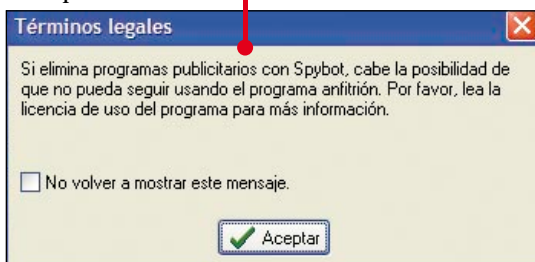 Términos legales
Si elimina programas publicitarios con Spybot, cabe la posibilidad de
que no pueda seguir usando el programa anfitrión. Por favor, lea la
licencia de uso del programa para más información.
No volver a mostrar este mensaje.
Aceptar